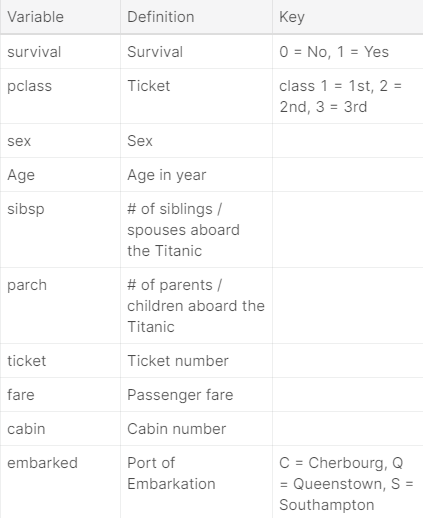 Variable Definition Key
survival Survival 0 = No, 1 = Yes
pclass Ticket class 1 = 1st, 2 =
2nd, 3 = 3rd
sex Sex
Age Age in year
sibsp # of siblings /
spouses aboard
the Titanic
parch # of parents /
children aboard the
Titanic
ticket Ticket number
fare Passenger fare
cabin Cabin number
embarked Port of C = Cherbourg, Q
Embarkation = Queenstown, S =
Southampton